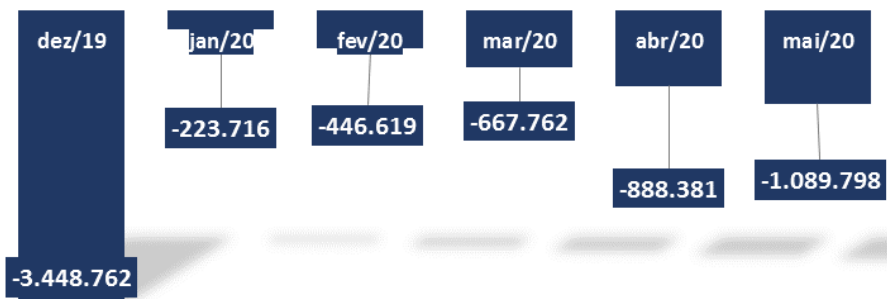 dez/19
jan/20
fev/20
mar/20
abr/20
mai/20
-223.716
-446.619
-667.762
-888.381
-1.089.798
-3.448.762